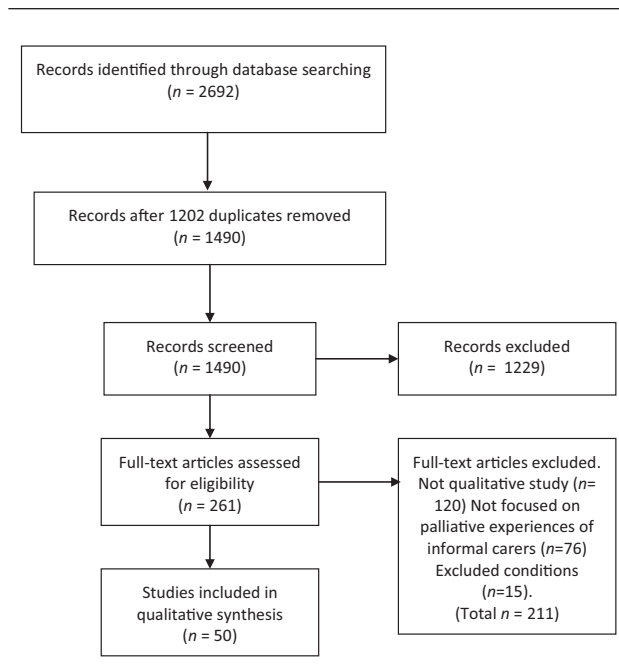 Records identified through database searching
(n = 2692)
Records after 1202 duplicates removed
(n = 1490)
Records screened
(n = 1490)
Records excluded
(n = 1229)
Full-text articles assessed
for eligibility
(n = 261)
Full-text articles excluded.
Not qualitative study (n=
120) Not focused on
palliative experiences of
informal carers (n=76)
Excluded conditions
(n=15).
(Total n = 211)
Studies included in
qualitative synthesis
(n = 50)